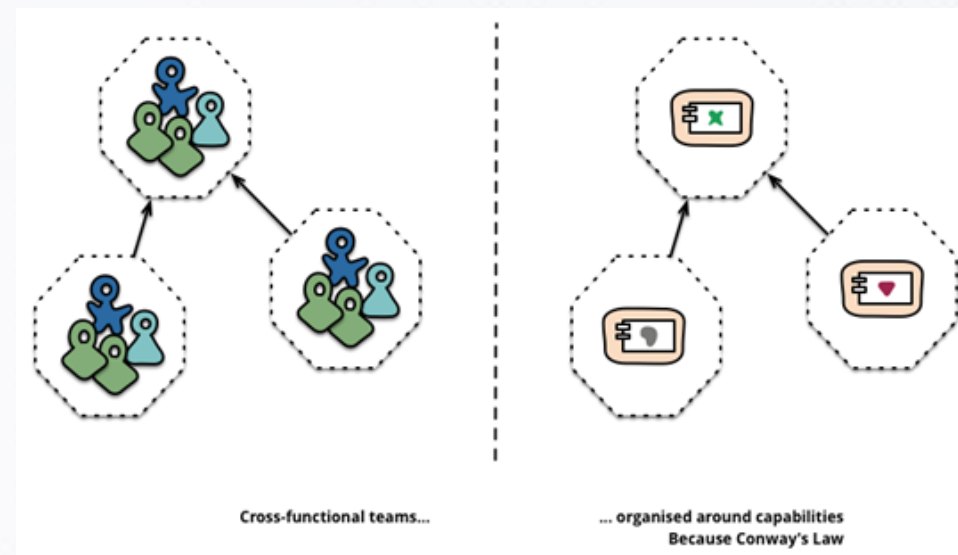 Cross-functional teams...
... organised around capabilities
Because Conway's Law